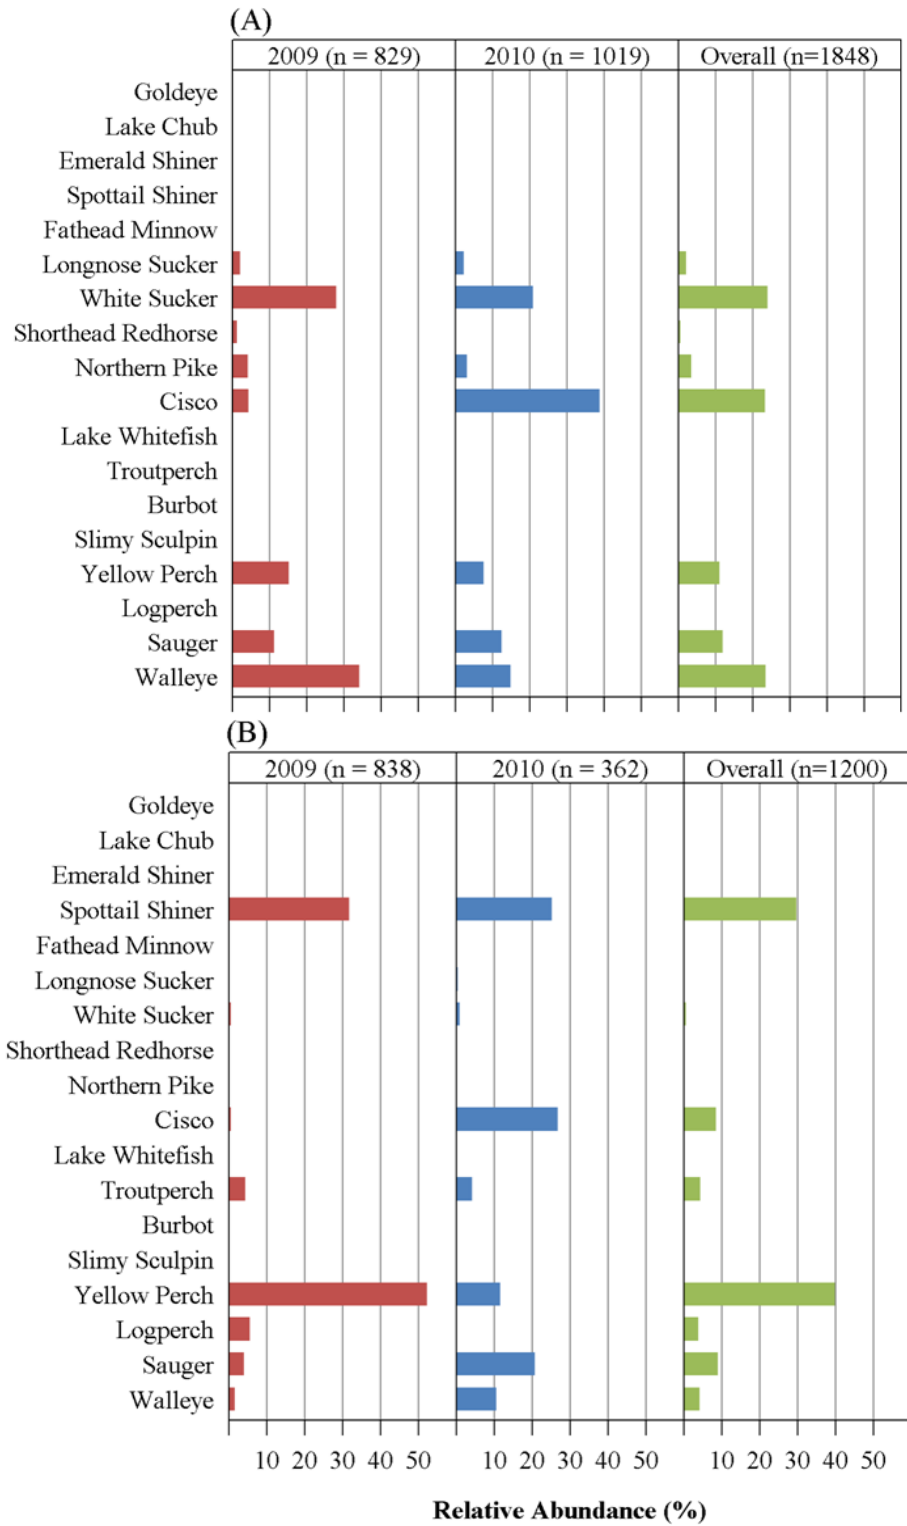 (A)
2009 (n = 829) 2010 (n = 1019) Overall (n=1848)
Goldeye
Lake Chub
Emerald Shiner
Spottail Shiner
Fathead Minnow
Longnose Sucker
White Sucker
Shorthead Redhorse
Northern Pike
Cisco
Lake Whitefish
Troutperch
Burbot
Slimy Sculpin
Yellow Perch
Logperch
Sauger
Walleye
(B)
2009 (n = 838) 2010 (n = 362) Overall (n=1200)
Goldeye
Lake Chub
Emerald Shiner
Spottail Shiner
Fathead Minnow
Longnose Sucker
White Sucker
Shorthead Redhorse
Northern Pike
Cisco
Lake Whitefish
Troutperch
Burbot
Slimy Sculpin
Yellow Perch
Logperch
Sauger
Walleye
10 20 30 40 50 10 20 30 40 50 10 20 30 40 50
Relative Abundance (%)